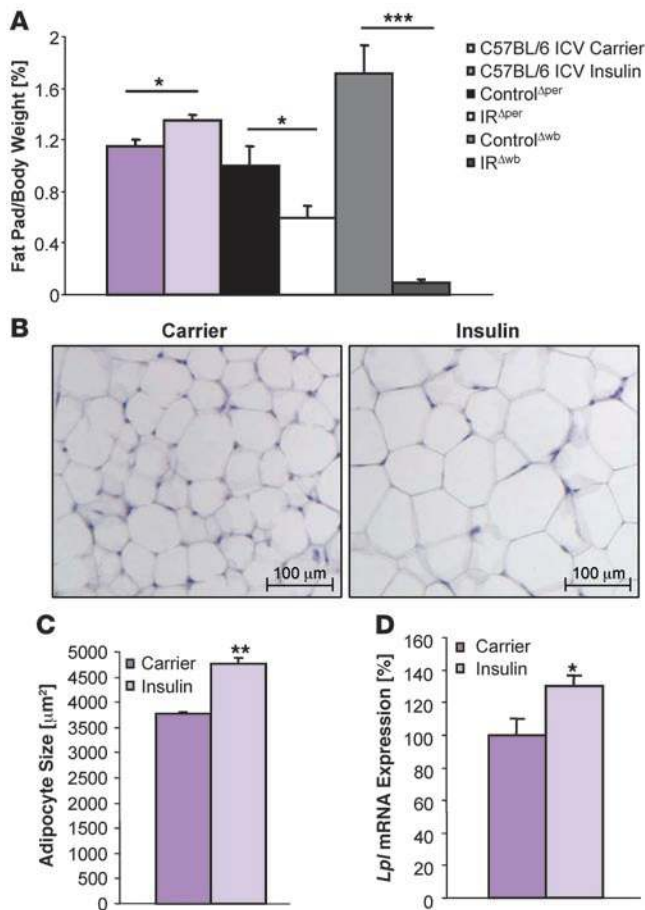 A
Fat Pad/Body Weight [%]
2
1.6
1.2
0.8
0.4
0
*
*
***
C57BL/6 ICV Carrier
C57BL/6 ICV Insulin
Control^Δper
IR^Δper
Control^Δwb
IR^Δwb
B
Carrier
Insulin
100 μm
100 μm
C
Adipocyte Size [μm²]
5000
4500
4000
3500
3000
2500
2000
1500
1000
500
0
Carrier
Insulin
**
D
Lpl mRNA Expression [%]
160
140
120
100
80
60
40
20
0
Carrier
Insulin
*